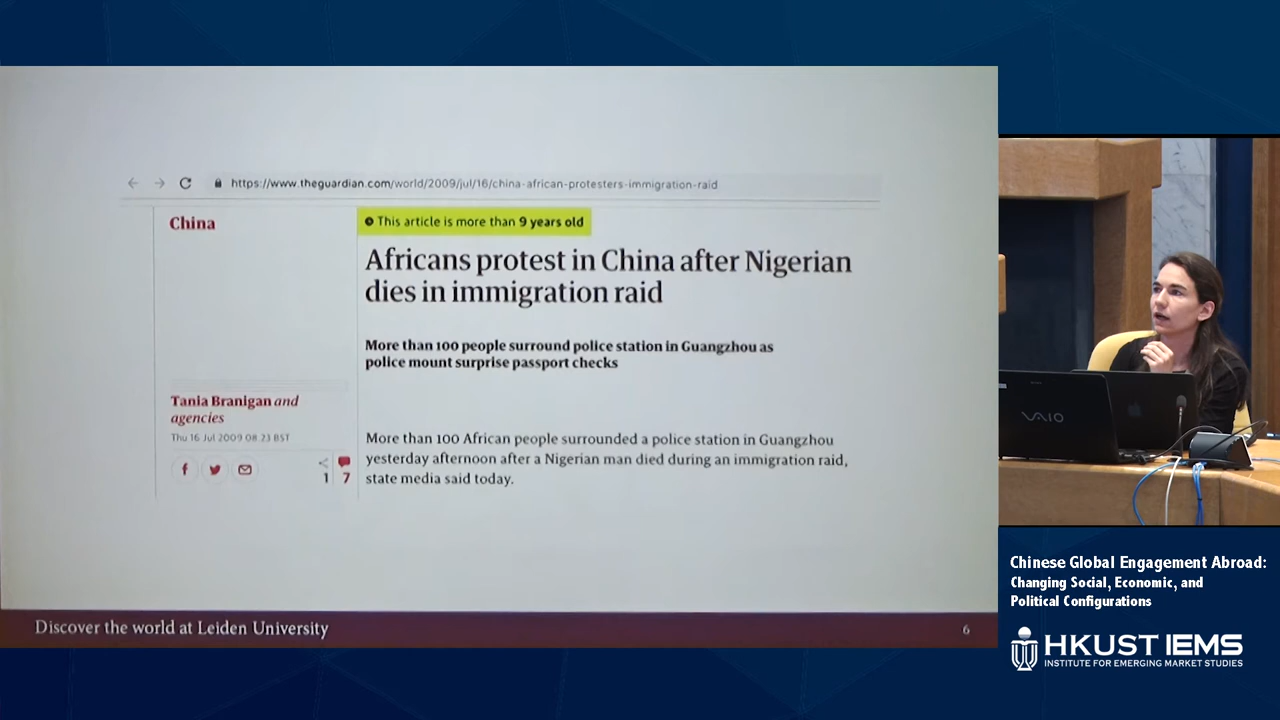 https://www.theguardian.com/world/2009/jul/16/china-african-protesters-immigration-raid
China
This article is more than 9 years old
Africans protest in China after Nigerian
dies in immigration raid
More than 100 people surround police station in Guangzhou as
police mount surprise passport checks
Tania Branigan and
agencies
Thu 16 Jul 2009 08.23 BST
1 7
More than 100 African people surrounded a police station in Guangzhou
yesterday afternoon after a Nigerian man died during an immigration raid,
state media said today.
Discover the world at Leiden University
6
VAIO
Chinese Global Engagement Abroad:
Changing Social, Economic, and
Political Configurations
HKUST IEMS
INSTITUTE FOR EMERGING MARKET STUDIES